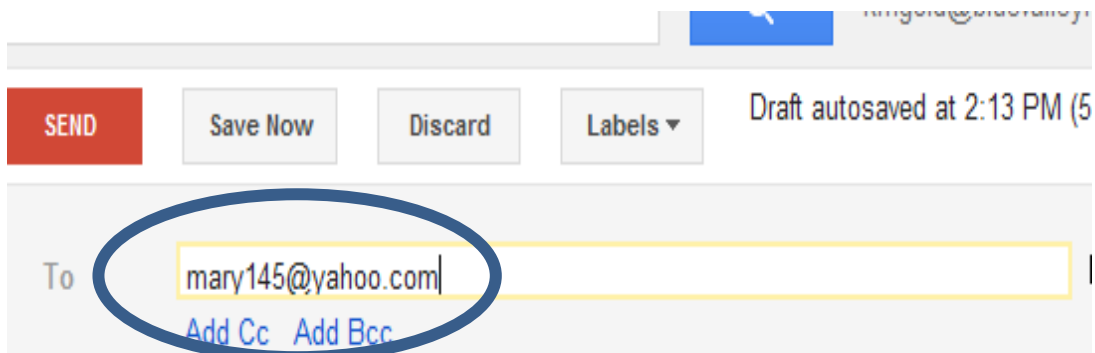 SEND Save Now Discard Labels Draft autosaved at 2:13 PM (5
To mary145@yahoo.com
Add Cc Add Bcc